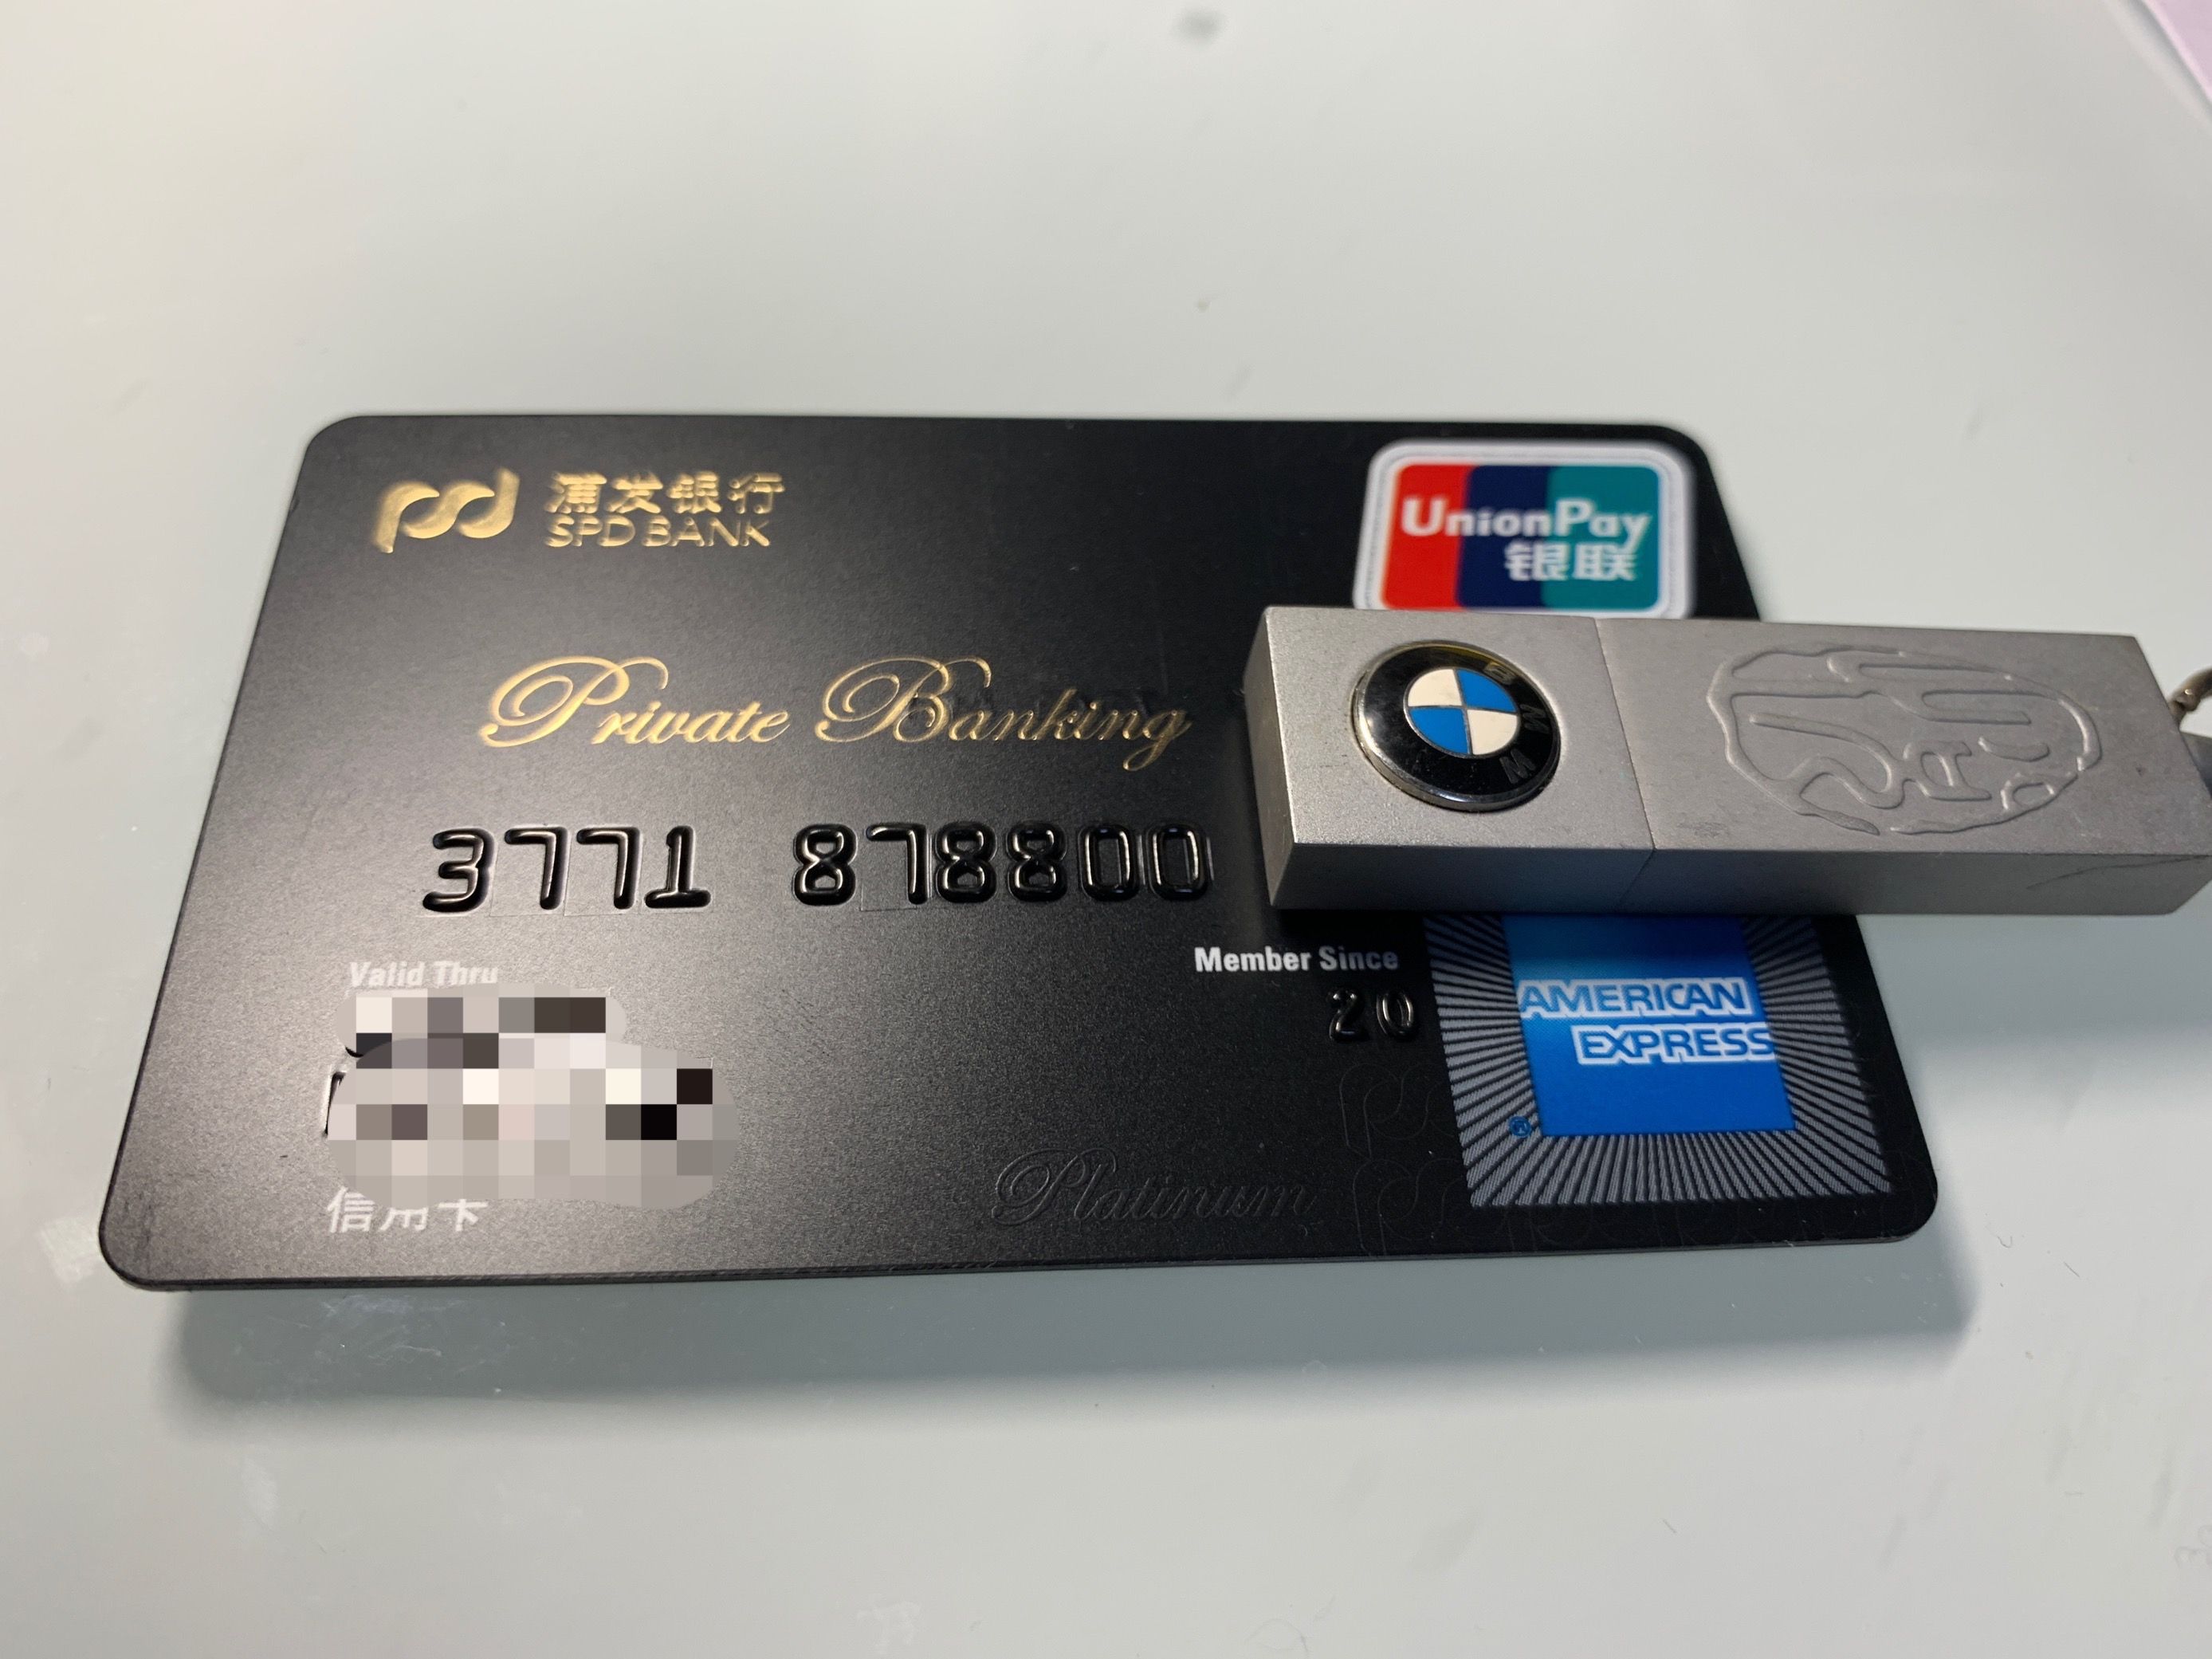 浦发银行
SPD BANK
UnionPay
银联
Private Banking
BMW
3771 878800
Member Since
Valid Thru
20
AMERICAN
EXPRESS
®
Platinum
信用卡